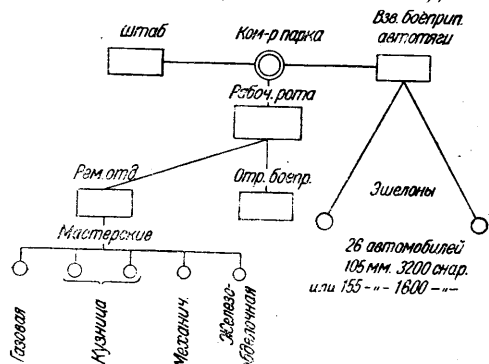 штаб
Ком-р парка
Взв. боеприп.
автотяги
Рабоч. рота
Рем. отд
Отр. боепр.
Эшелоны
Мастерские
26 автомобилей
105 мм. 3200 снар.
или 155 -„- 1600 -„-
Газовая
Кузница
Механич.
Железо-
отделочная